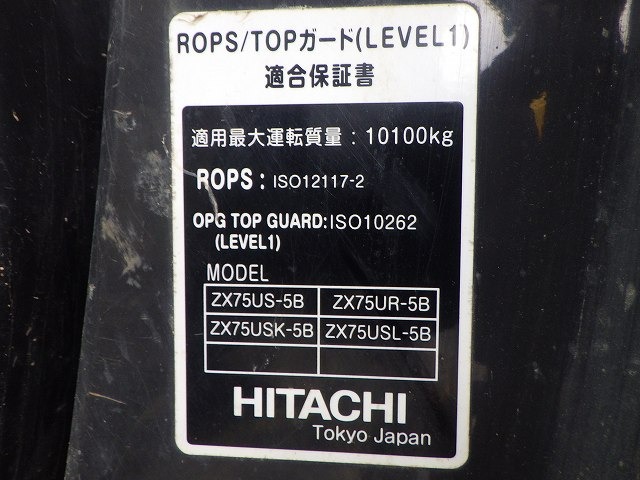 ROPS/TOPガード(LEVEL1)
適合保証書
適用最大運転質量：10100kg
ROPS：ISO12117-2
OPG TOP GUARD:ISO10262
(LEVEL1)
MODEL
ZX75US-5B ZX75UR-5B
ZX75USK-5B ZX75USL-5B
HITACHI
Tokyo Japan